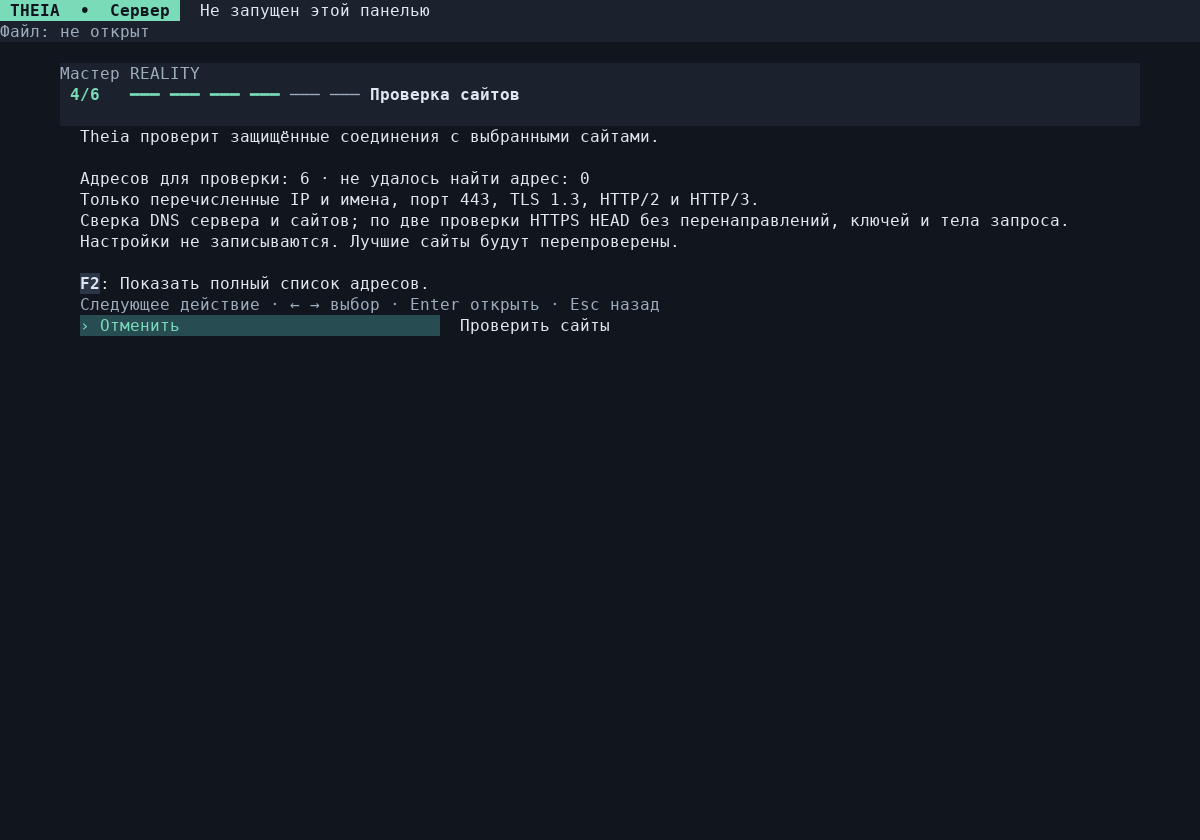 THEIA • Сервер Не запущен этой панелью
Файл: не открыт
Мастер REALITY
4/6 ━━━ ━━━ ━━━ ━━━ ─── ─── Проверка сайтов
Theia проверит защищённые соединения с выбранными сайтами.
Адресов для проверки: 6 · не удалось найти адрес: 0
Только перечисленные IP и имена, порт 443, TLS 1.3, HTTP/2 и HTTP/3.
Сверка DNS сервера и сайтов; по две проверки HTTPS HEAD без перенаправлений, ключей и тела запроса.
Настройки не записываются. Лучшие сайты будут перепроверены.
F2: Показать полный список адресов.
Следующее действие · ← → выбор · Enter открыть · Esc назад
› Отменить Проверить сайты